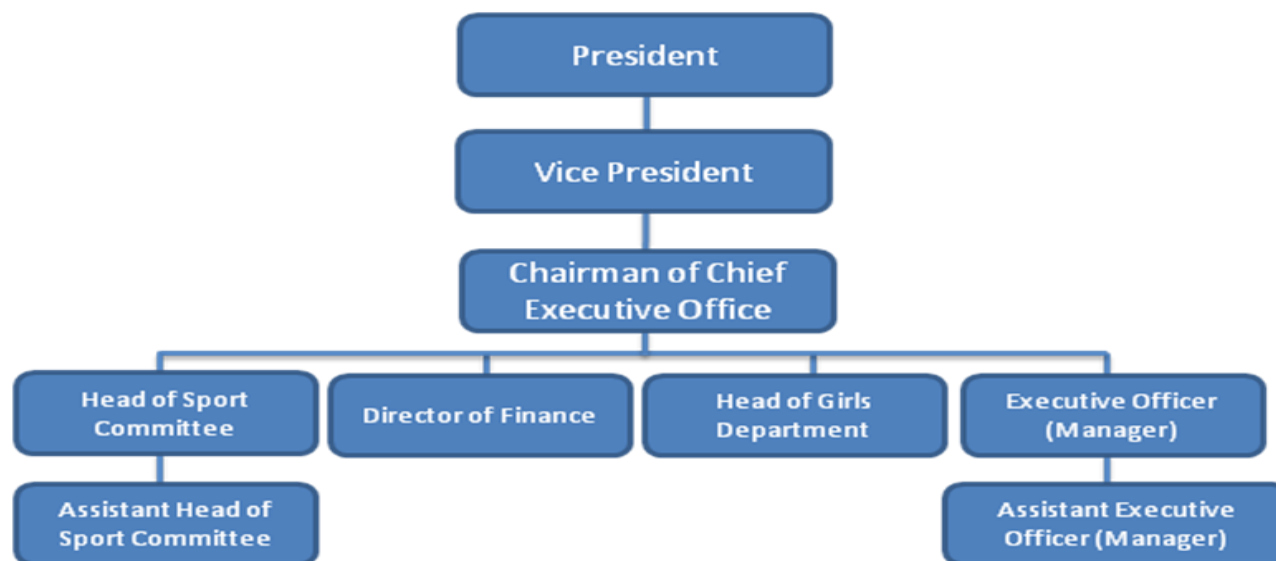 President
Vice President
Chairman of Chief
Executive Office
Head of Sport
Committee
Director of Finance
Head of Girls
Department
Executive Officer
(Manager)
Assistant Head of
Sport Committee
Assistant Executive
Officer (Manager)